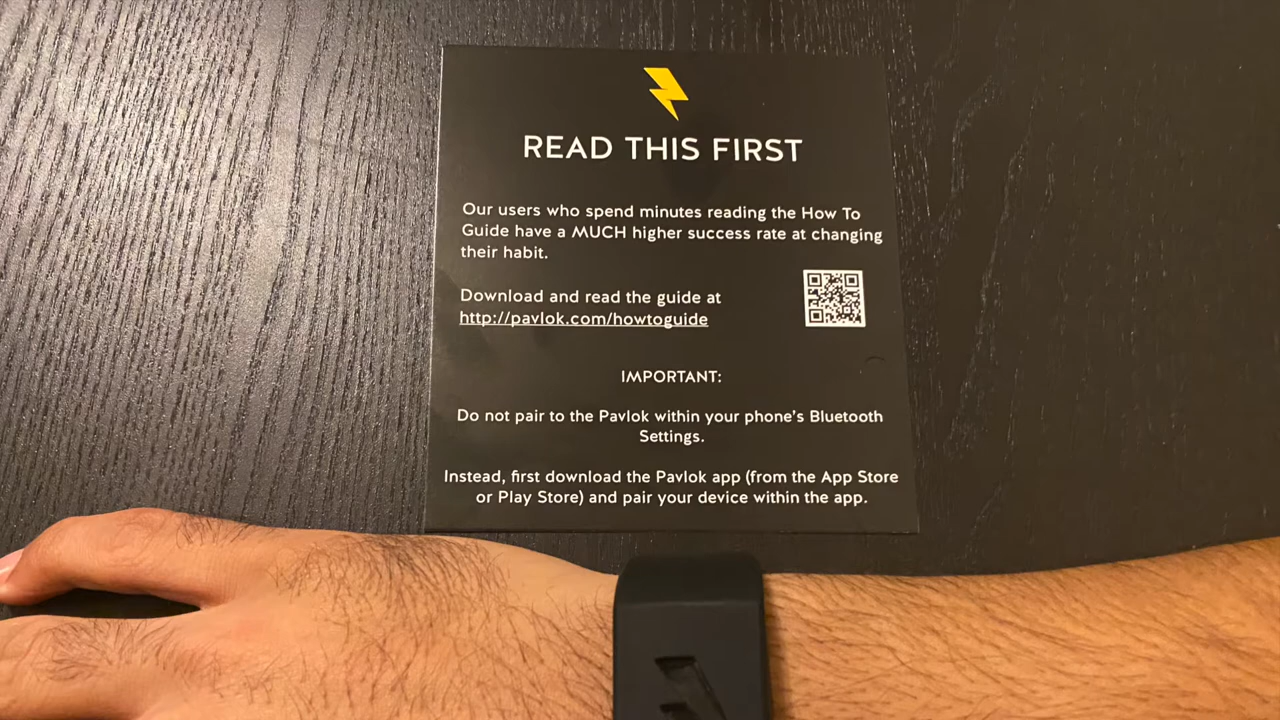 READ THIS FIRST
Our users who spend minutes reading the How To
Guide have a MUCH higher success rate at changing
their habit.
Download and read the guide at
http://pavlok.com/howtoguide
IMPORTANT:
Do not pair to the Pavlok within your phone's Bluetooth
Settings.
Instead, first download the Pavlok app (from the App Store
or Play Store) and pair your device within the app.